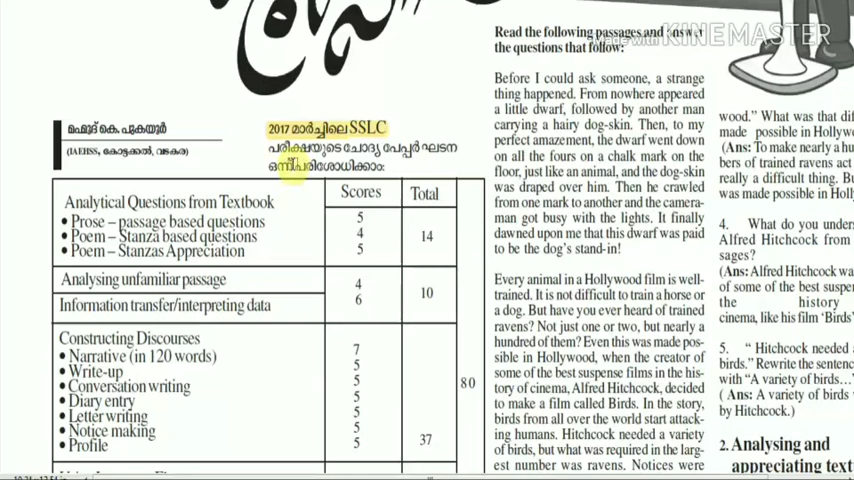 made with KINEMASTER
മഹ്മൂദ് കെ. പുകയൂർ
(IAEHSS, കോട്ടക്കൽ, വടകര)
2017 മാർച്ചിലെ SSLC
പരീക്ഷയുടെ ചോദ്യ പേപ്പർ ഘടന
ഒന്ന് പരിശോധിക്കാം:
Scores Total
Analytical Questions from Textbook
• Prose – passage based questions 5
• Poem – Stanza based questions 4 14
• Poem – Stanzas Appreciation 5
Analysing unfamiliar passage 4
10
Information transfer/interpreting data 6
Constructing Discourses
• Narrative (in 120 words) 7
• Write-up 5
• Conversation writing 5 80
• Diary entry 5
• Letter writing 5
• Notice making 5
• Profile 5 37
Read the following passages and answer
the questions that follow:
Before I could ask someone, a strange
thing happened. From nowhere appeared
a little dwarf, followed by another man
carrying a hairy dog-skin. Then, to my
perfect amazement, the dwarf went down
on all the fours on a chalk mark on the
floor, just like an animal, and the dog-skin
was draped over him. Then he crawled
from one mark to another and the camera-
man got busy with the lights. It finally
dawned upon me that this dwarf was paid
to be the dog's stand-in!
Every animal in a Hollywood film is well-
trained. It is not difficult to train a horse or
a dog. But have you ever heard of trained
ravens? Not just one or two, but nearly a
hundred of them? Even this was made pos-
sible in Hollywood, when the creator of
some of the best suspense films in the his-
tory of cinema, Alfred Hitchcock, decided
to make a film called Birds. In the story,
birds from all over the world start attack-
ing humans. Hitchcock needed a variety
of birds, but what was required in the larg-
est number was ravens. Notices were
wood." What was that dif
made possible in Hollyw
(Ans: To make nearly a hu
bers of trained ravens act
really a difficult thing. Bu
was made possible in Holl
4. What do you under
Alfred Hitchcock from
sages?
(Ans: Alfred Hitchcock wa
of some of the best suspe
the history
cinema, like his film 'Birds'
5. " Hitchcock needed
birds." Rewrite the sentenc
with "A variety of birds…"
( Ans: A variety of birds
by Hitchcock.)
2. Analysing and
appreciating text